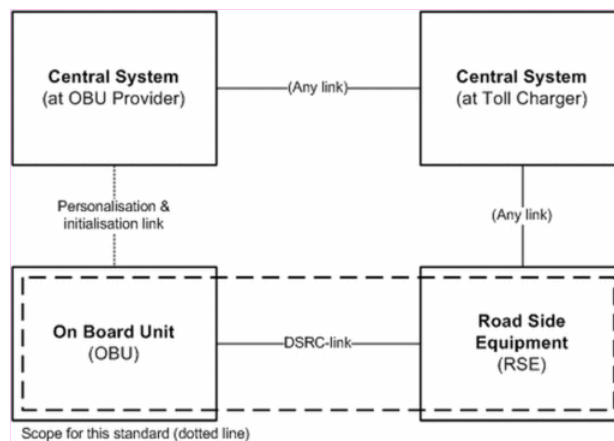 Central System
(at OBU Provider)
(Any link)
Central System
(at Toll Charger)
Personalisation &
initialisation link
(Any link)
On Board Unit
(OBU)
DSRC-link
Road Side
Equipment
(RSE)
Scope for this standard (dotted line)